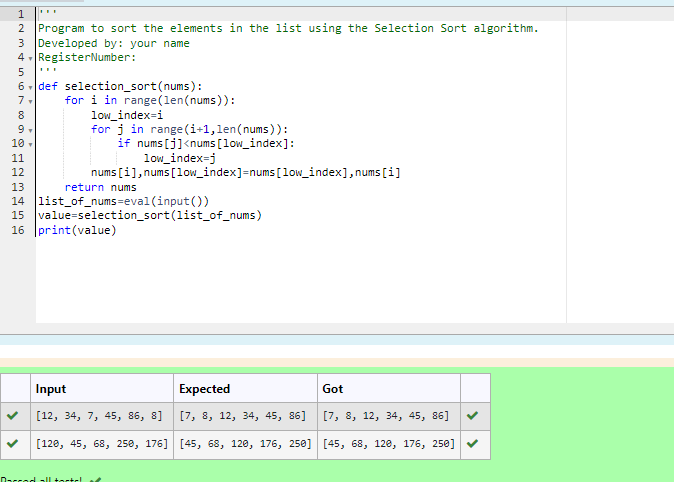 1 '''
2 Program to sort the elements in the list using the Selection Sort algorithm.
3 Developed by: your name
4 RegisterNumber:
5 '''
6 def selection_sort(nums):
7     for i in range(len(nums)):
8         low_index=i
9         for j in range(i+1,len(nums)):
10             if nums[j]<nums[low_index]:
11                 low_index=j
12         nums[i],nums[low_index]=nums[low_index],nums[i]
13     return nums
14 list_of_nums=eval(input())
15 value=selection_sort(list_of_nums)
16 print(value)
Input Expected Got
[12, 34, 7, 45, 86, 8] [7, 8, 12, 34, 45, 86] [7, 8, 12, 34, 45, 86]
[120, 45, 68, 250, 176] [45, 68, 120, 176, 250] [45, 68, 120, 176, 250]
Passed all tests!